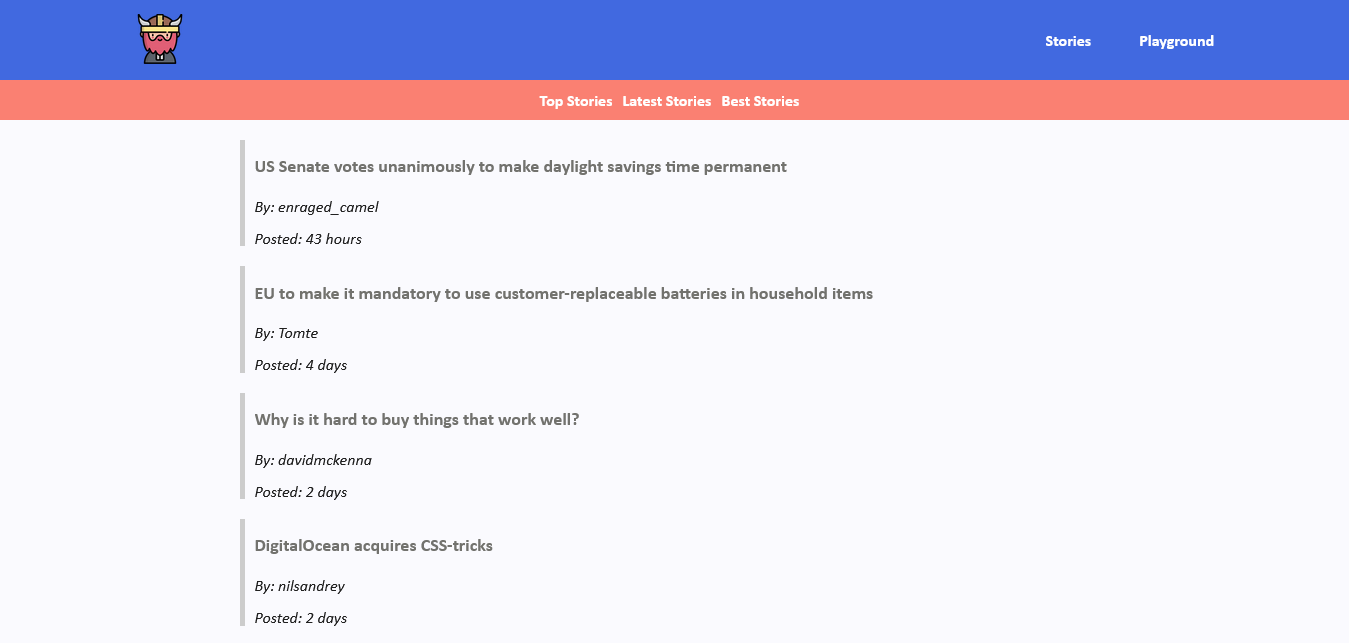 Stories Playground
Top Stories Latest Stories Best Stories
US Senate votes unanimously to make daylight savings time permanent
By: enraged_camel
Posted: 43 hours
EU to make it mandatory to use customer-replaceable batteries in household items
By: Tomte
Posted: 4 days
Why is it hard to buy things that work well?
By: davidmckenna
Posted: 2 days
DigitalOcean acquires CSS-tricks
By: nilsandrey
Posted: 2 days